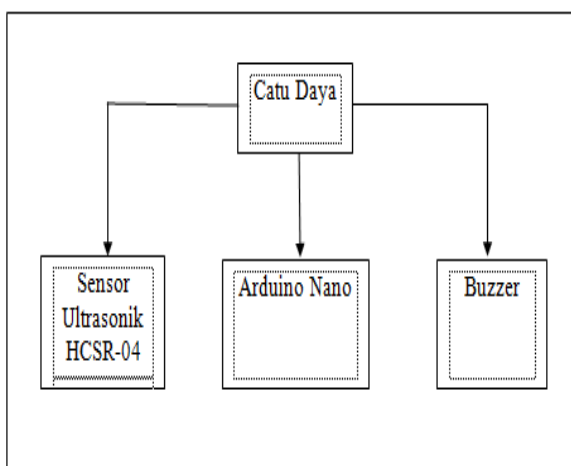 Catu Daya
Sensor
Ultrasonik
HCSR-04
Arduino Nano
Buzzer